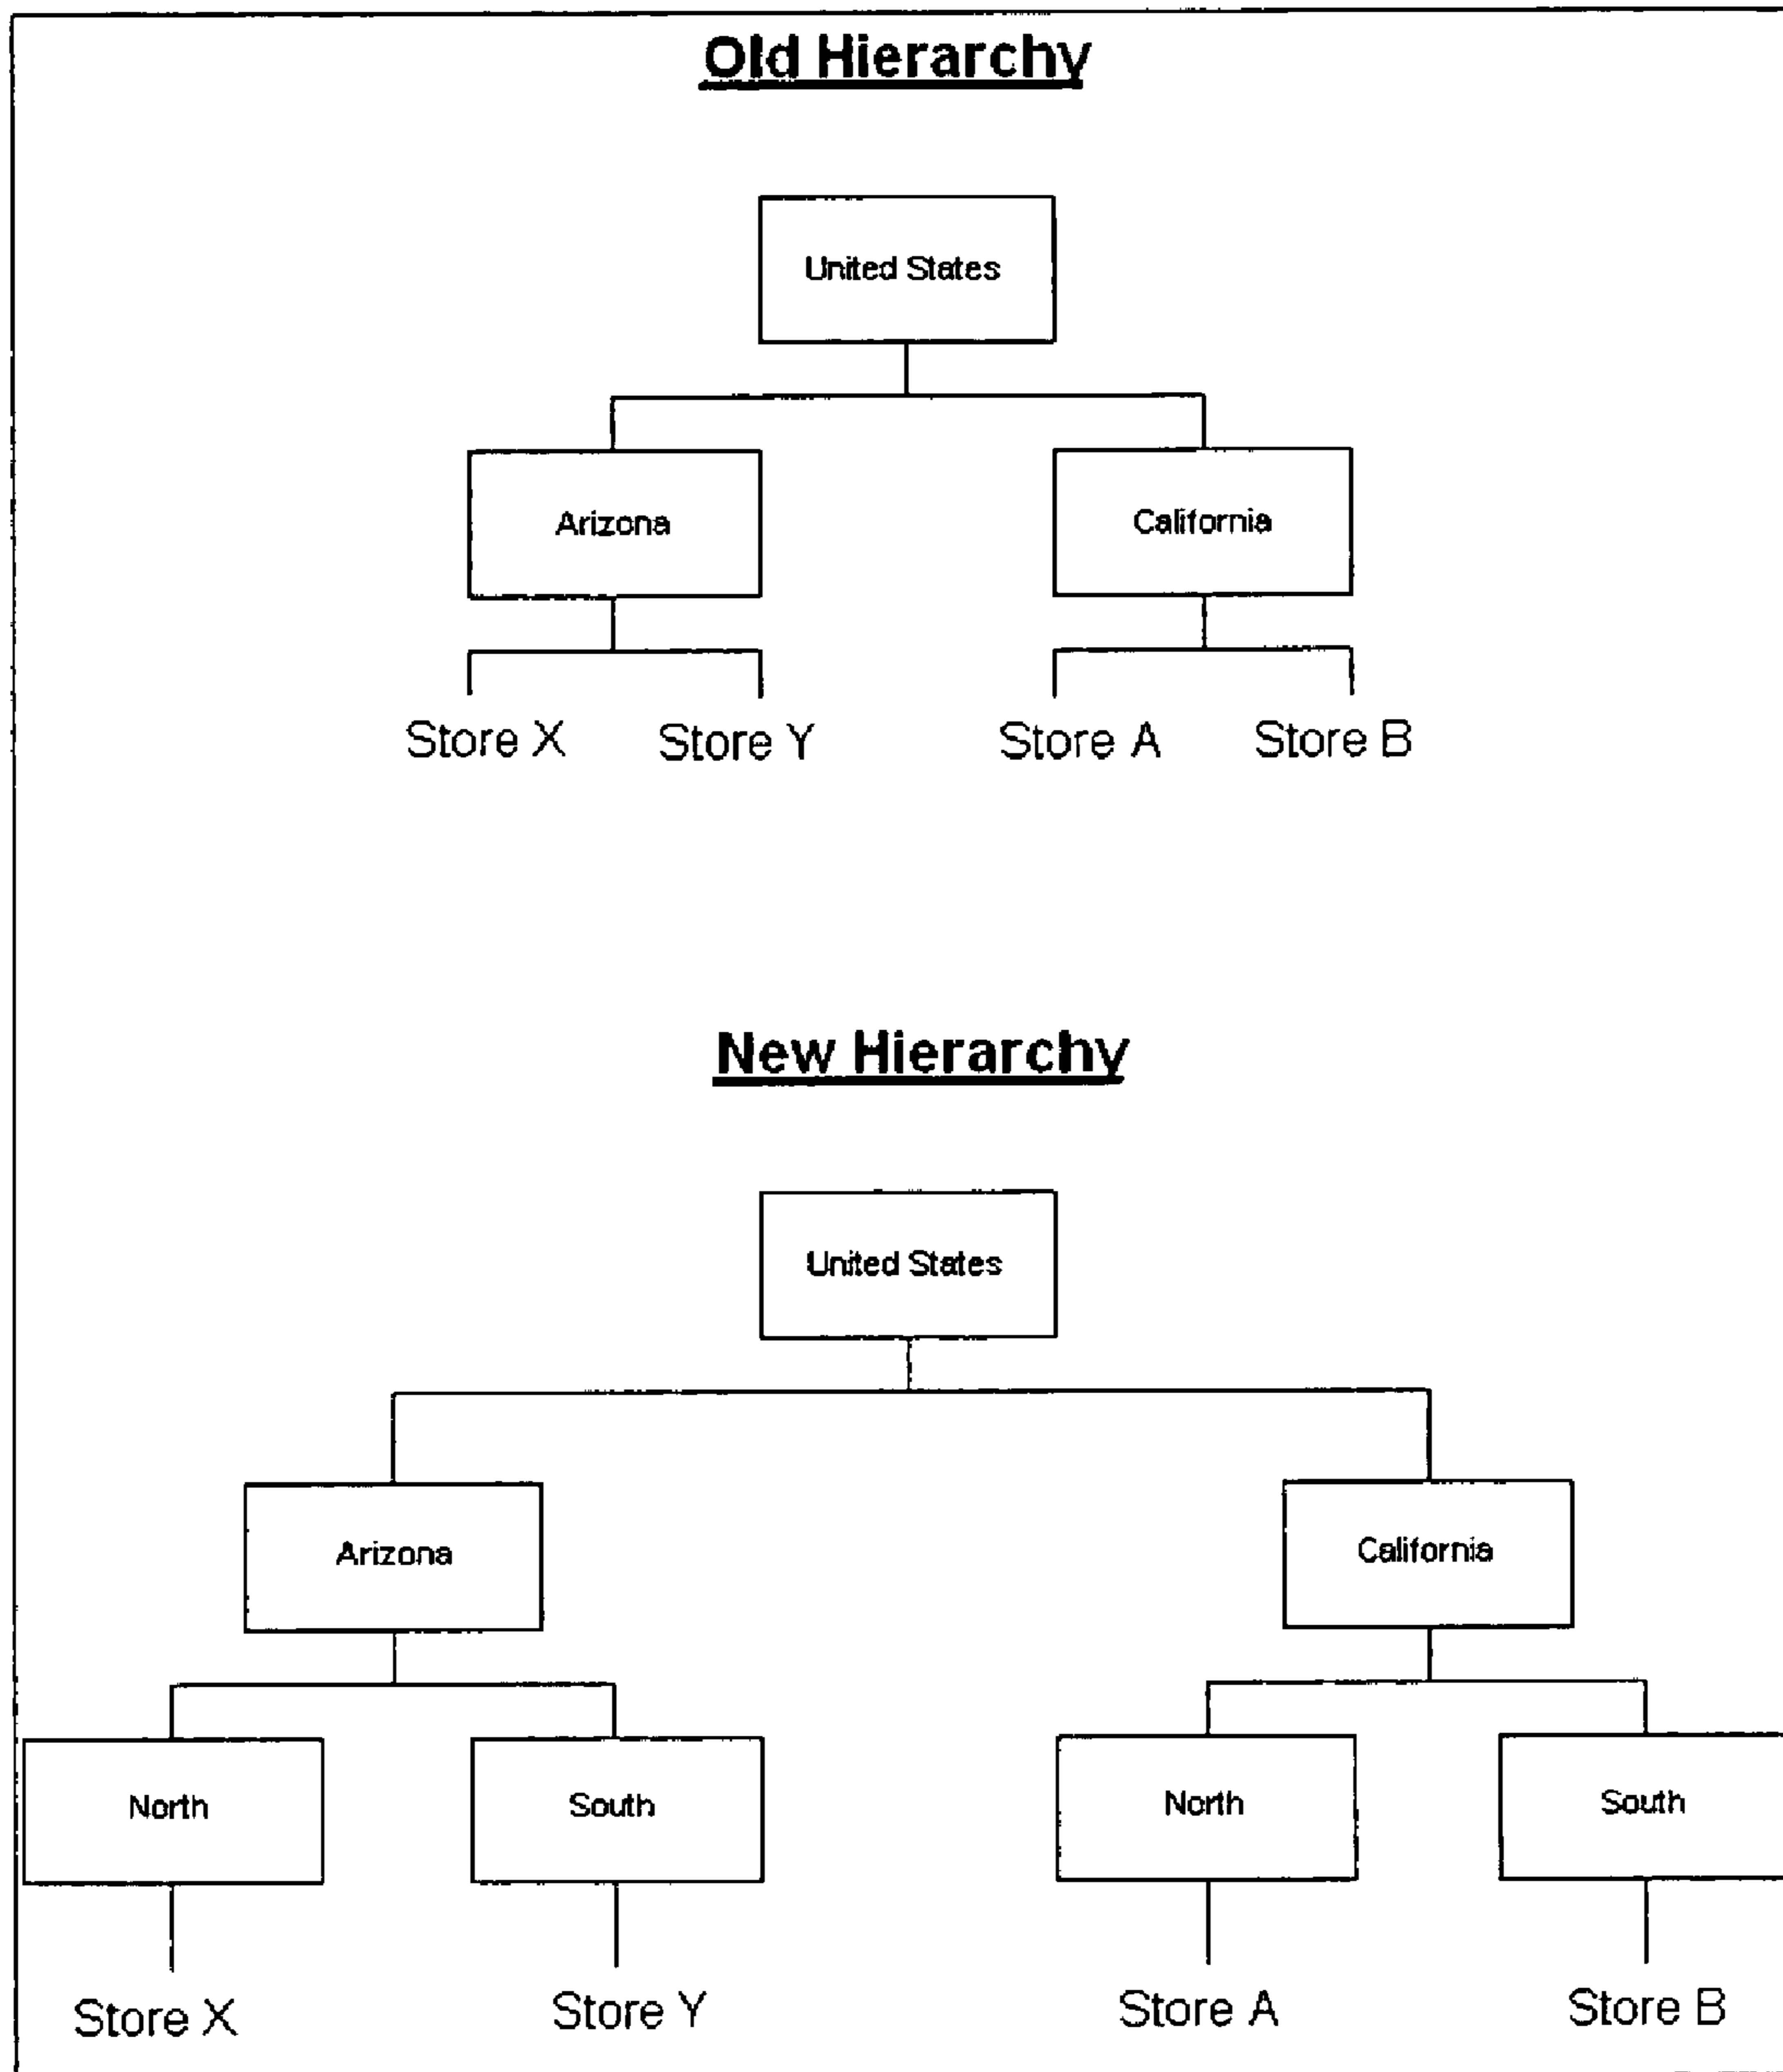 Old Hierarchy
United States
Arizona California
Store X Store Y Store A Store B
New Hierarchy
United States
Arizona California
North South North South
Store X Store Y Store A Store B